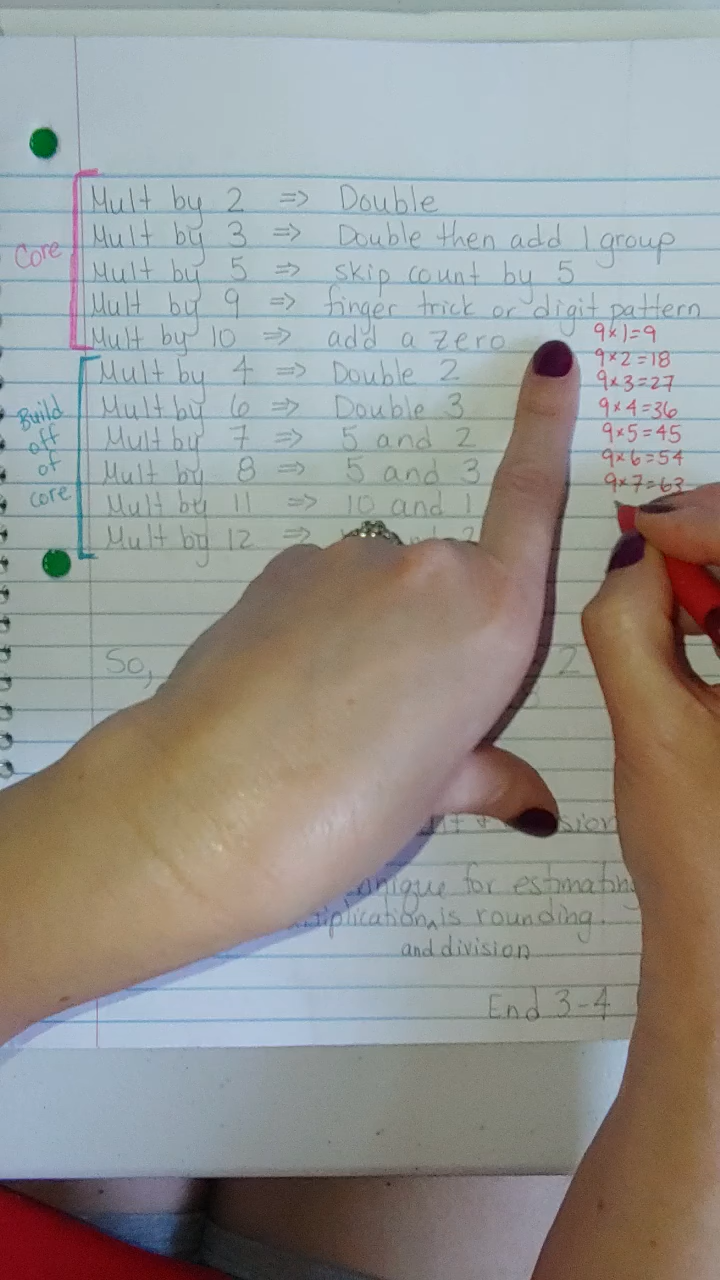 Core
Mult by 2 => Double
Mult by 3 => Double then add 1 group
Mult by 5 => skip count by 5
Mult by 9 => finger trick or digit pattern
Mult by 10 => add a zero
Build off of core
Mult by 4 => Double 2
Mult by 6 => Double 3
Mult by 7 => 5 and 2
Mult by 8 => 5 and 3
Mult by 11 => 10 and 1
Mult by 12 => 2
9×1=9
9×2=18
9×3=27
9×4=36
9×5=45
9×6=54
9×7=63
So, 2
for estimating
is rounding.
and division
End 3-4